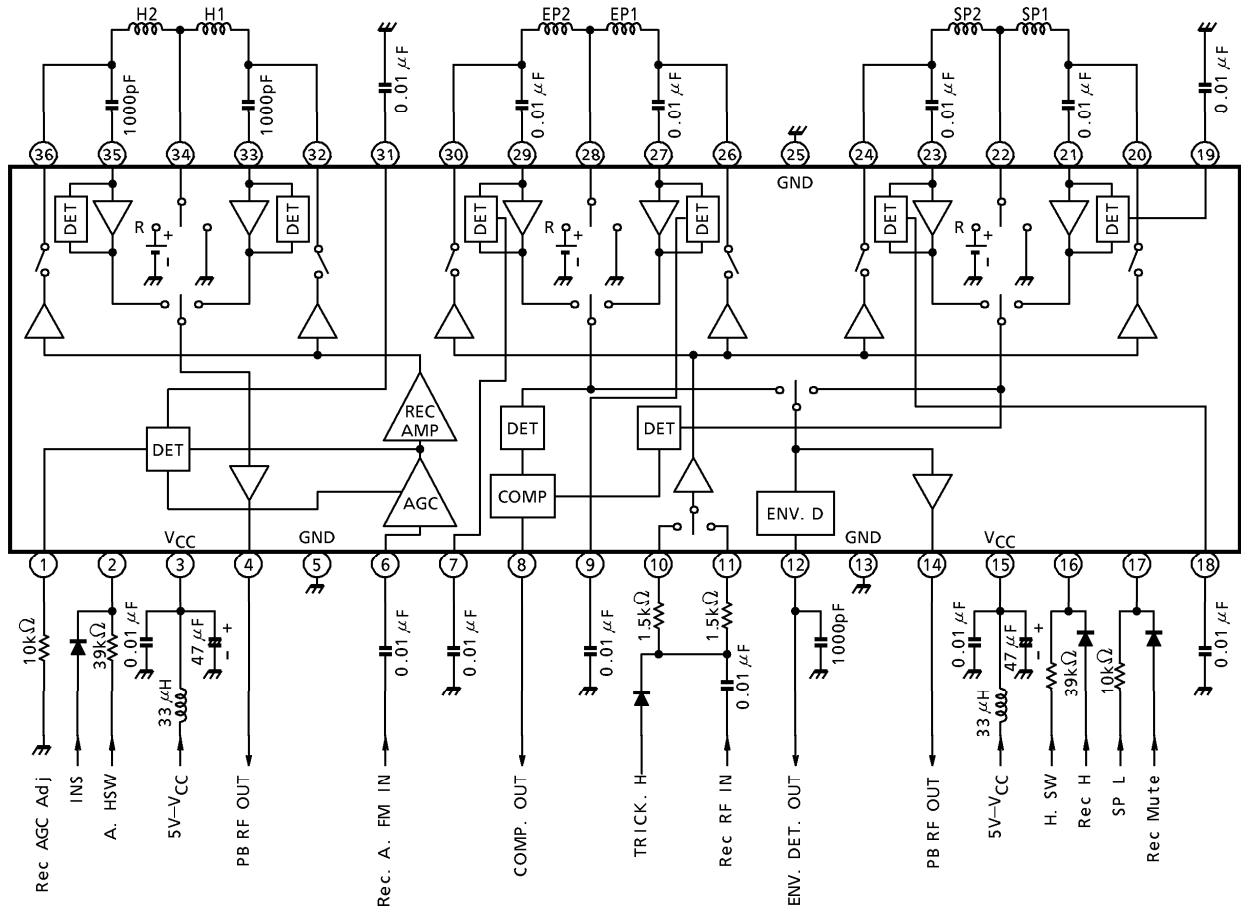 H2 H1 EP2 EP1 SP2 SP1
1000pF 1000pF 0.01 μF 0.01 μF 0.01 μF 0.01 μF 0.01 μF 0.01 μF
36 35 34 33 32 31 30 29 28 27 26 25 24 23 22 21 20 19
GND
DET R + - DET DET R + - DET DET R + - DET
REC AMP
DET DET DET
AGC COMP ENV. D
VCC GND GND VCC
1 2 3 4 5 6 7 8 9 10 11 12 13 14 15 16 17 18
10kΩ 39kΩ 0.01 μF 47 μF + - 33 μH 0.01 μF 0.01 μF 0.01 μF 1.5kΩ 1.5kΩ 0.01 μF 1000pF 0.01 μF 47 μF + - 33 μH 39kΩ 10kΩ 0.01 μF
Rec AGC Adj
INS
A. HSW
5V–VCC
PB RF OUT
Rec. A. FM IN
COMP. OUT
TRICK. H
Rec RF IN
ENV. DET. OUT
PB RF OUT
5V–VCC
H. SW
Rec H
SP L
Rec Mute